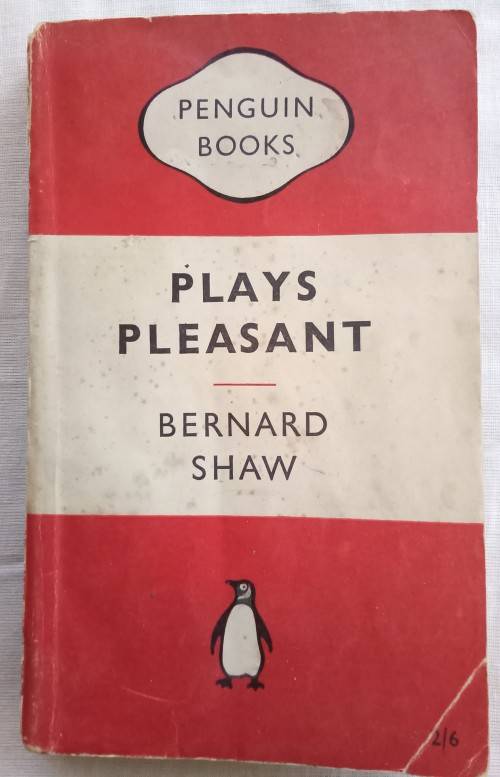 PENGUIN
BOOKS
PLAYS
PLEASANT
BERNARD
SHAW
2/6